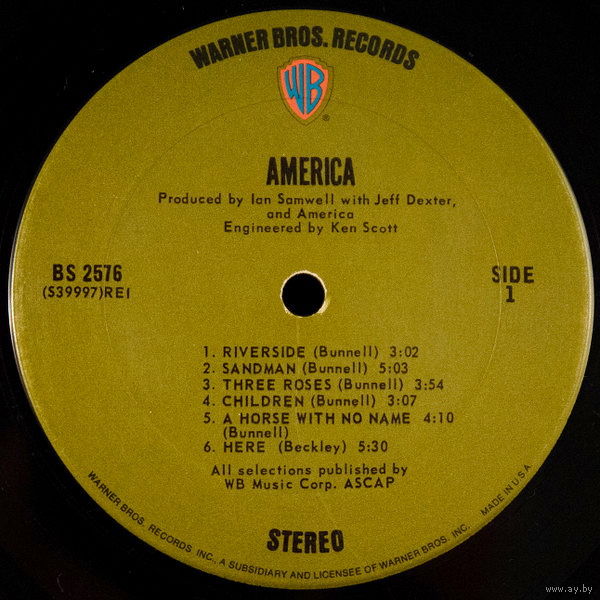 WARNER BROS. RECORDS
WB
®
AMERICA
Produced by Ian Samwell with Jeff Dexter,
and America
Engineered by Ken Scott
BS 2576
(S39997)RE1
SIDE
1
1. RIVERSIDE (Bunnell) 3:02
2. SANDMAN (Bunnell) 5:03
3. THREE ROSES (Bunnell) 3:54
4. CHILDREN (Bunnell) 3:07
5. A HORSE WITH NO NAME 4:10
(Bunnell)
6. HERE (Beckley) 5:30
All selections published by
WB Music Corp. ASCAP
STEREO
WARNER BROS. RECORDS INC., A SUBSIDIARY AND LICENSEE OF WARNER BROS. INC.
MADE IN U.S.A.
www.ay.by